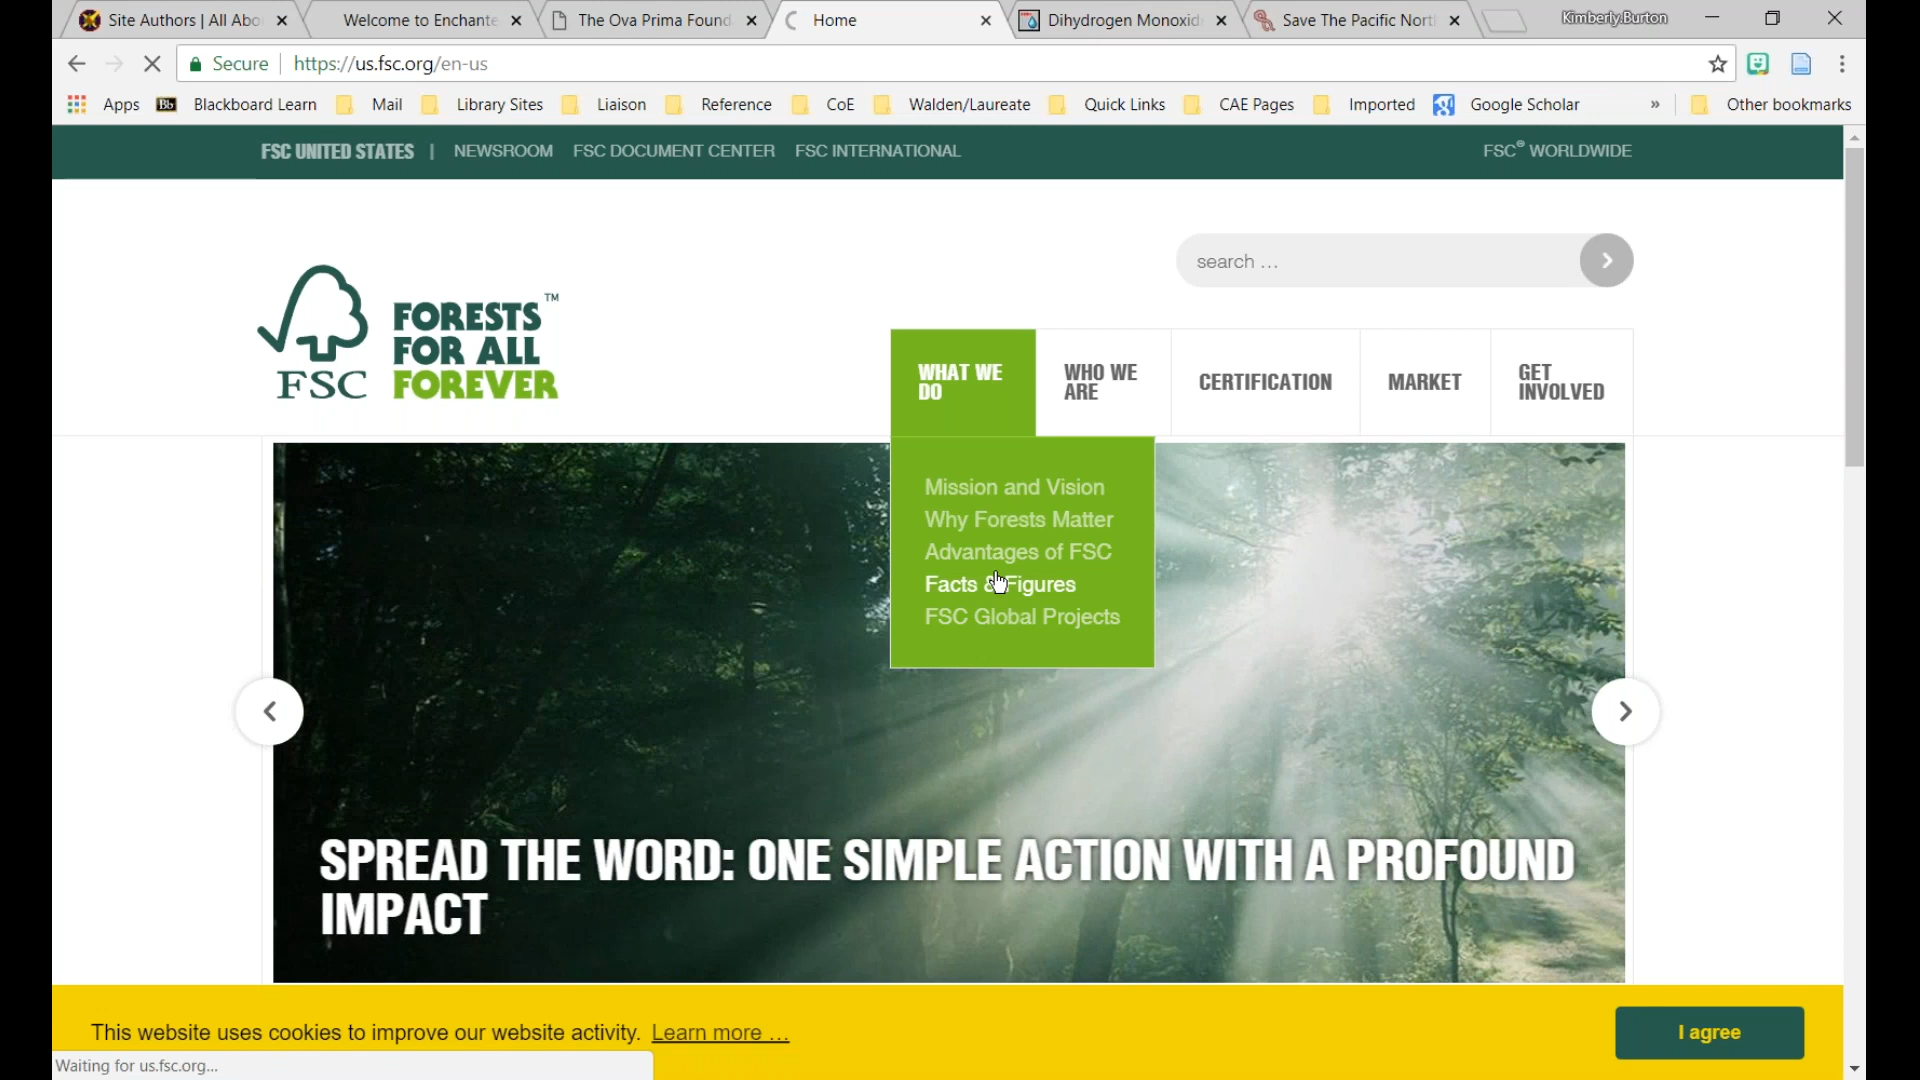 Site Authors | All Abo
Welcome to Enchante
The Ova Prima Found
Home
Dihydrogen Monoxid
Save The Pacific Nort
Kimberly.Burton
Secure
https://us.fsc.org/en-us
Apps
Bb
Blackboard Learn
Mail
Library Sites
Liaison
Reference
CoE
Walden/Laureate
Quick Links
CAE Pages
Imported
Google Scholar
»
Other bookmarks
FSC UNITED STATES | NEWSROOM FSC DOCUMENT CENTER FSC INTERNATIONAL
FSC® WORLDWIDE
search ...
FSC
FORESTS™
FOR ALL
FOREVER
WHAT WE
DO
WHO WE
ARE
CERTIFICATION
MARKET
GET
INVOLVED
Mission and Vision
Why Forests Matter
Advantages of FSC
Facts & Figures
FSC Global Projects
SPREAD THE WORD: ONE SIMPLE ACTION WITH A PROFOUND
IMPACT
This website uses cookies to improve our website activity. Learn more ...
I agree
Waiting for us.fsc.org...